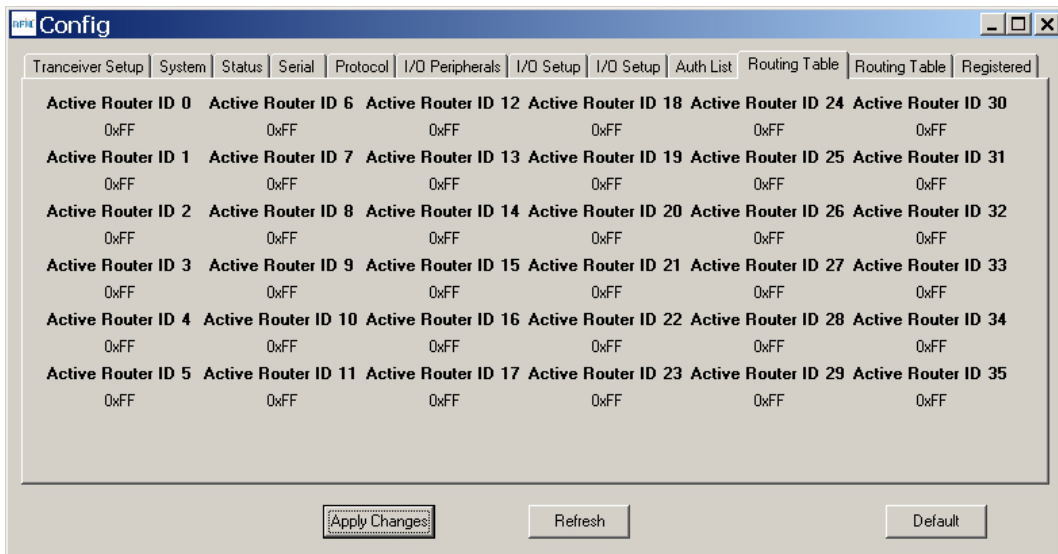 Config
Tranceiver Setup System Status Serial Protocol I/O Peripherals I/O Setup I/O Setup Auth List Routing Table Routing Table Registered
Active Router ID 0 Active Router ID 6 Active Router ID 12 Active Router ID 18 Active Router ID 24 Active Router ID 30
0xFF 0xFF 0xFF 0xFF 0xFF 0xFF
Active Router ID 1 Active Router ID 7 Active Router ID 13 Active Router ID 19 Active Router ID 25 Active Router ID 31
0xFF 0xFF 0xFF 0xFF 0xFF 0xFF
Active Router ID 2 Active Router ID 8 Active Router ID 14 Active Router ID 20 Active Router ID 26 Active Router ID 32
0xFF 0xFF 0xFF 0xFF 0xFF 0xFF
Active Router ID 3 Active Router ID 9 Active Router ID 15 Active Router ID 21 Active Router ID 27 Active Router ID 33
0xFF 0xFF 0xFF 0xFF 0xFF 0xFF
Active Router ID 4 Active Router ID 10 Active Router ID 16 Active Router ID 22 Active Router ID 28 Active Router ID 34
0xFF 0xFF 0xFF 0xFF 0xFF 0xFF
Active Router ID 5 Active Router ID 11 Active Router ID 17 Active Router ID 23 Active Router ID 29 Active Router ID 35
0xFF 0xFF 0xFF 0xFF 0xFF 0xFF
Apply Changes Refresh Default